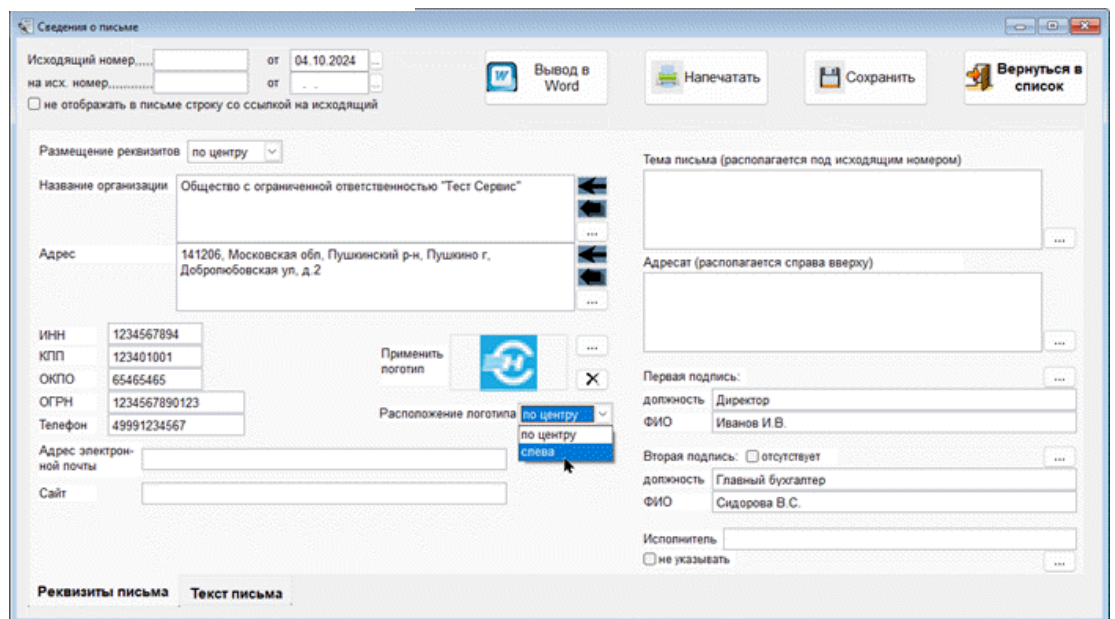 Сведения о письме
Исходящий номер..... от 04.10.2024 ...
на исх. номер............ от . . ...
не отображать в письме строку со ссылкой на исходящий
Вывод в
Word
Напечатать
Сохранить
Вернуться в
список
Размещение реквизитов по центру
Название организации Общество с ограниченной ответственностью "Тест Сервис"
...
Адрес 141206, Московская обл, Пушкинский р-н, Пушкино г,
Добролюбовская ул, д.2
...
ИНН 1234567894
КПП 123401001
ОКПО 65465465
ОГРН 1234567890123
Телефон 49991234567
Адрес электрон-
ной почты
Сайт
Применить
логотип
...
Расположение логотипа по центру
по центру
слева
Тема письма (располагается под исходящим номером)
...
Адресат (располагается справа вверху)
...
Первая подпись: ...
должность Директор
ФИО Иванов И.В.
Вторая подпись: отсутствует ...
должность Главный бухгалтер
ФИО Сидорова В.С.
Исполнитель
не указывать ...
Реквизиты письма Текст письма